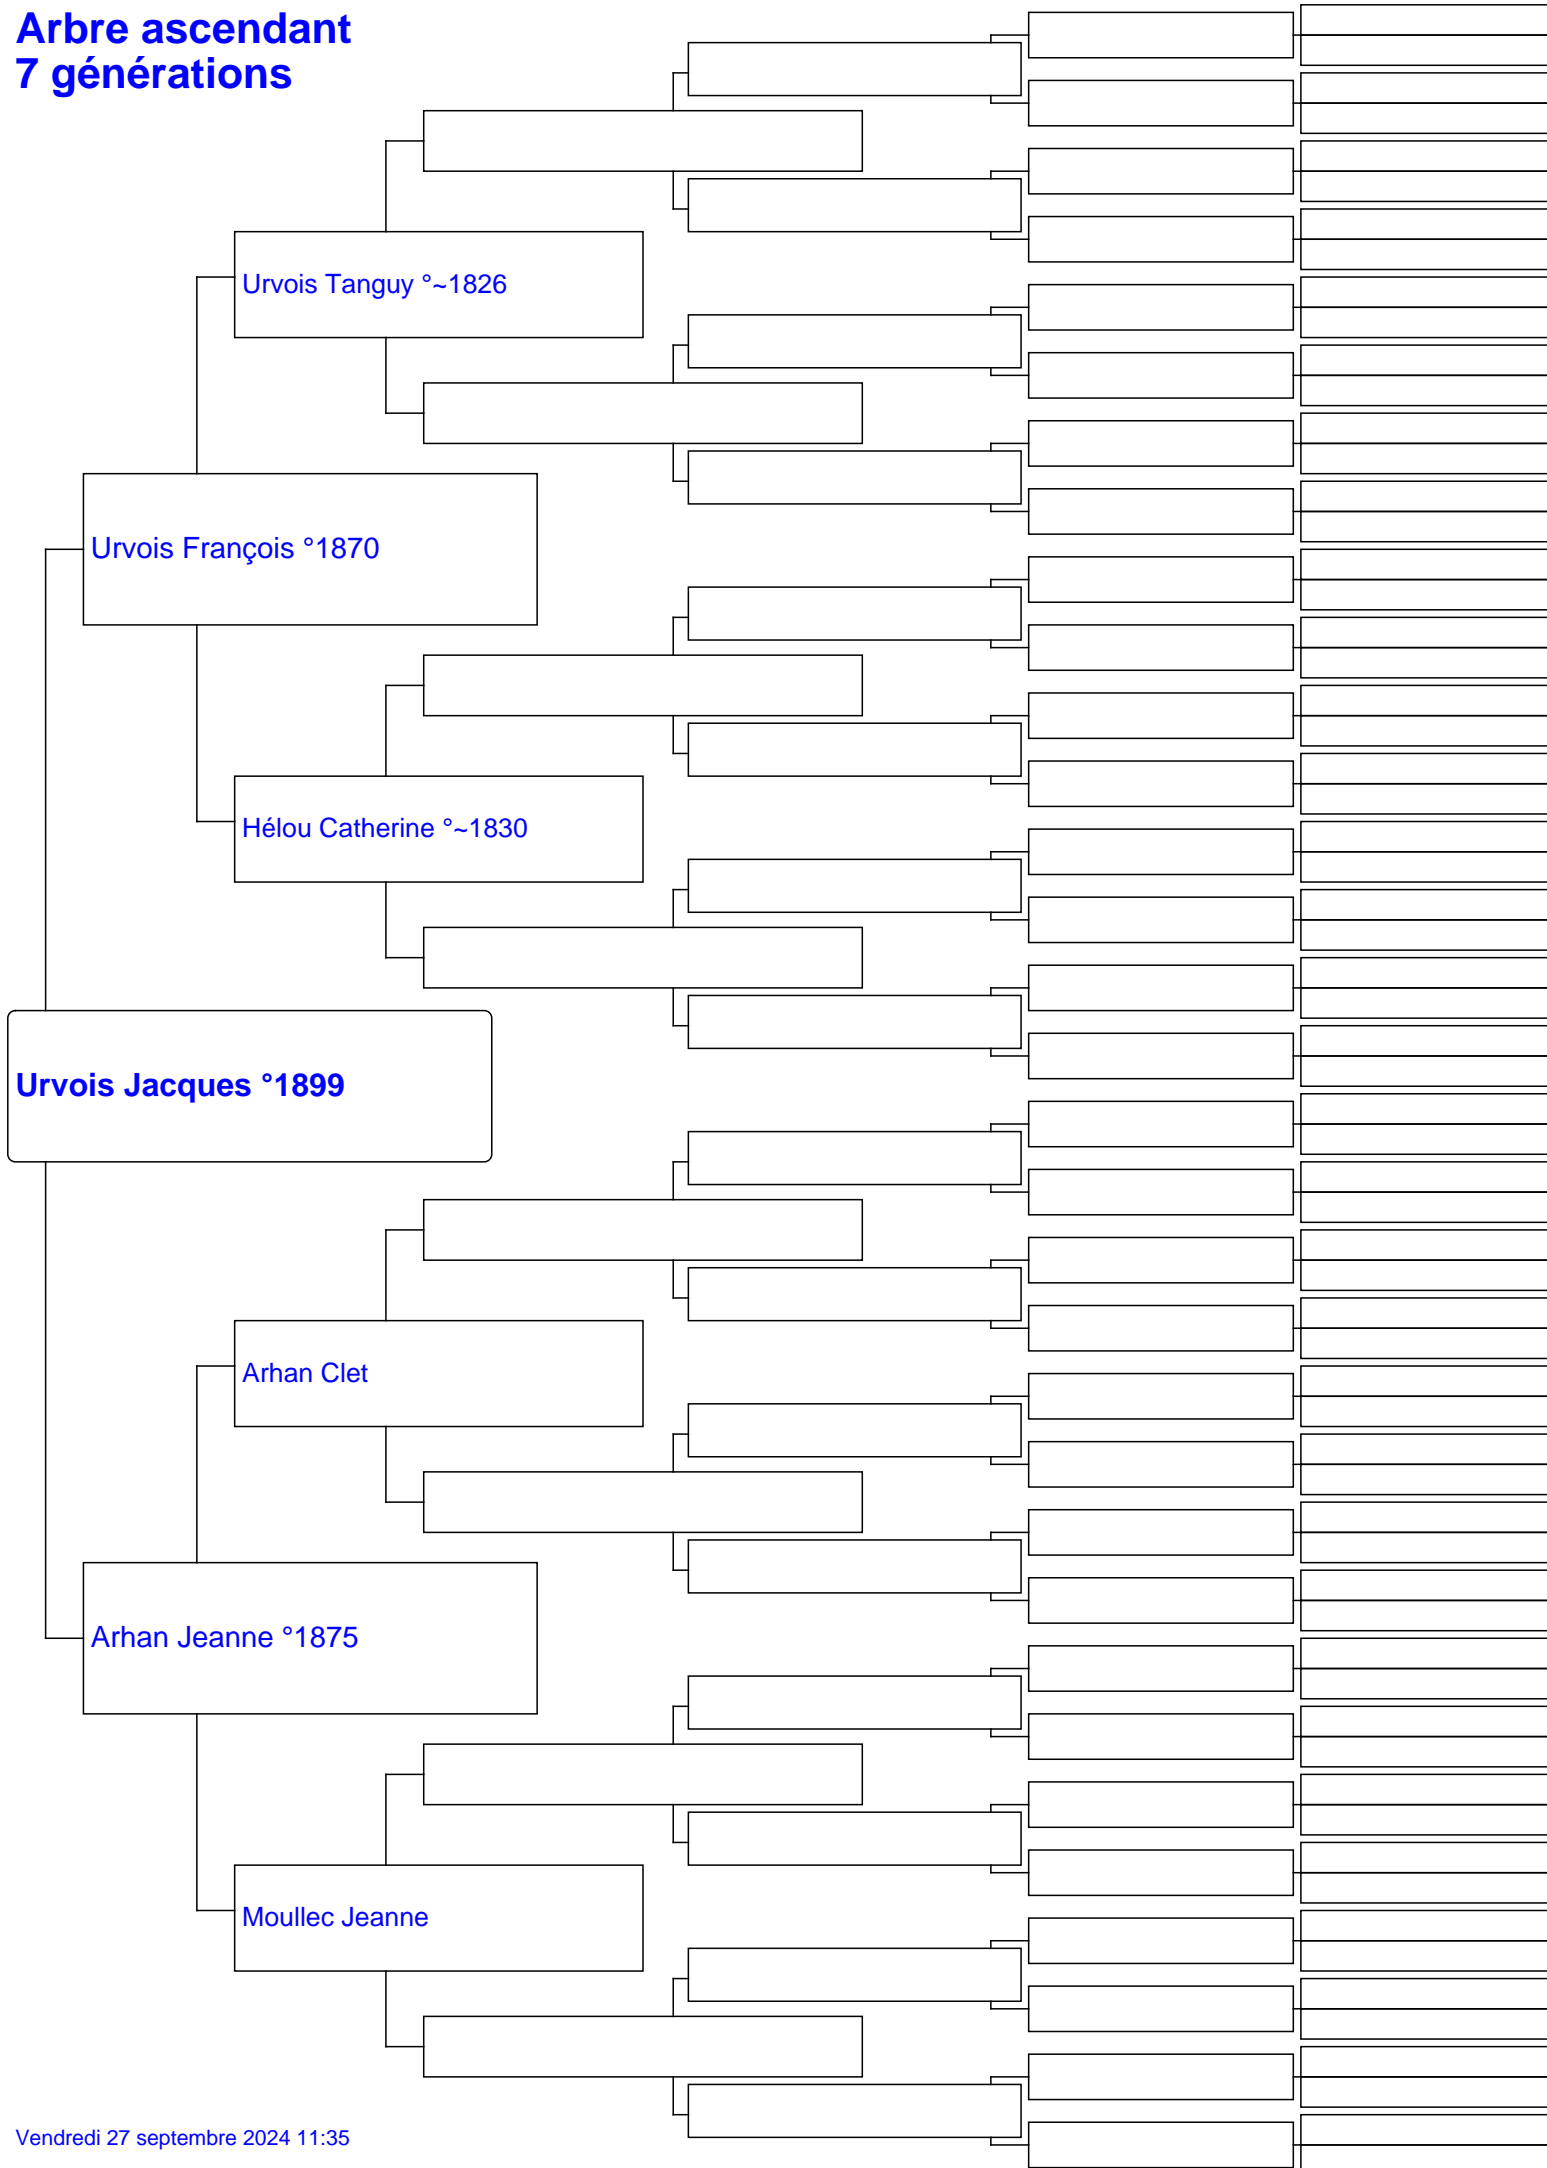 Arbre ascendant
7 générations
Urvois Tanguy °~1826
Urvois François °1870
Hélou Catherine °~1830
Urvois Jacques °1899
Arhan Clet
Arhan Jeanne °1875
Moullec Jeanne
Vendredi 27 septembre 2024 11:35